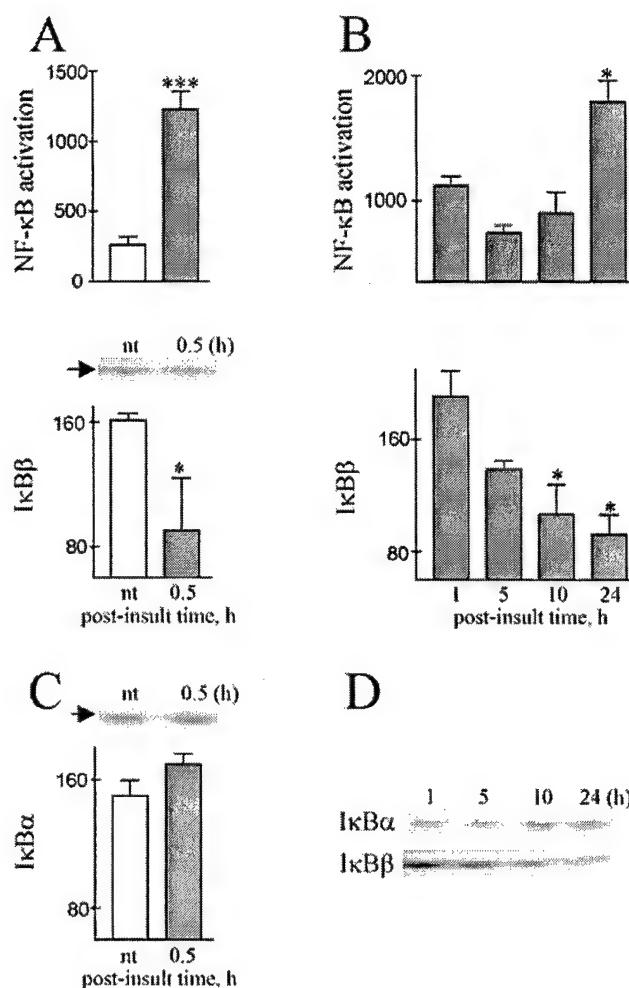 A
NF-κB activation
1500
1000
500
0
***
nt 0.5 (h)
IκBβ
160
80
*
nt 0.5
post-insult time, h
B
NF-κB activation
2000
1000
*
IκBβ
160
80
* *
1 5 10 24
post-insult time, h
C
nt 0.5 (h)
IκBα
160
80
nt 0.5
post-insult time, h
D
1 5 10 24 (h)
IκBα
IκBβ